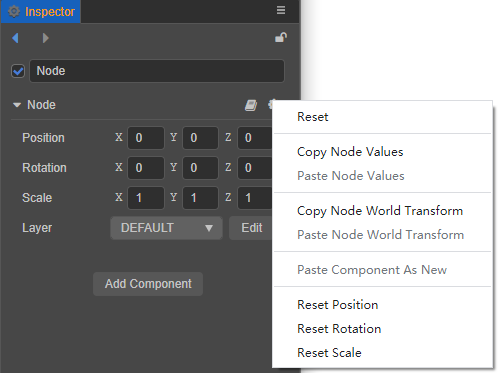 Inspector
Node
Node
Position X 0 Y 0 Z 0
Rotation X 0 Y 0 Z 0
Scale X 1 Y 1 Z 1
Layer DEFAULT Edit
Add Component
Reset
Copy Node Values
Paste Node Values
Copy Node World Transform
Paste Node World Transform
Paste Component As New
Reset Position
Reset Rotation
Reset Scale